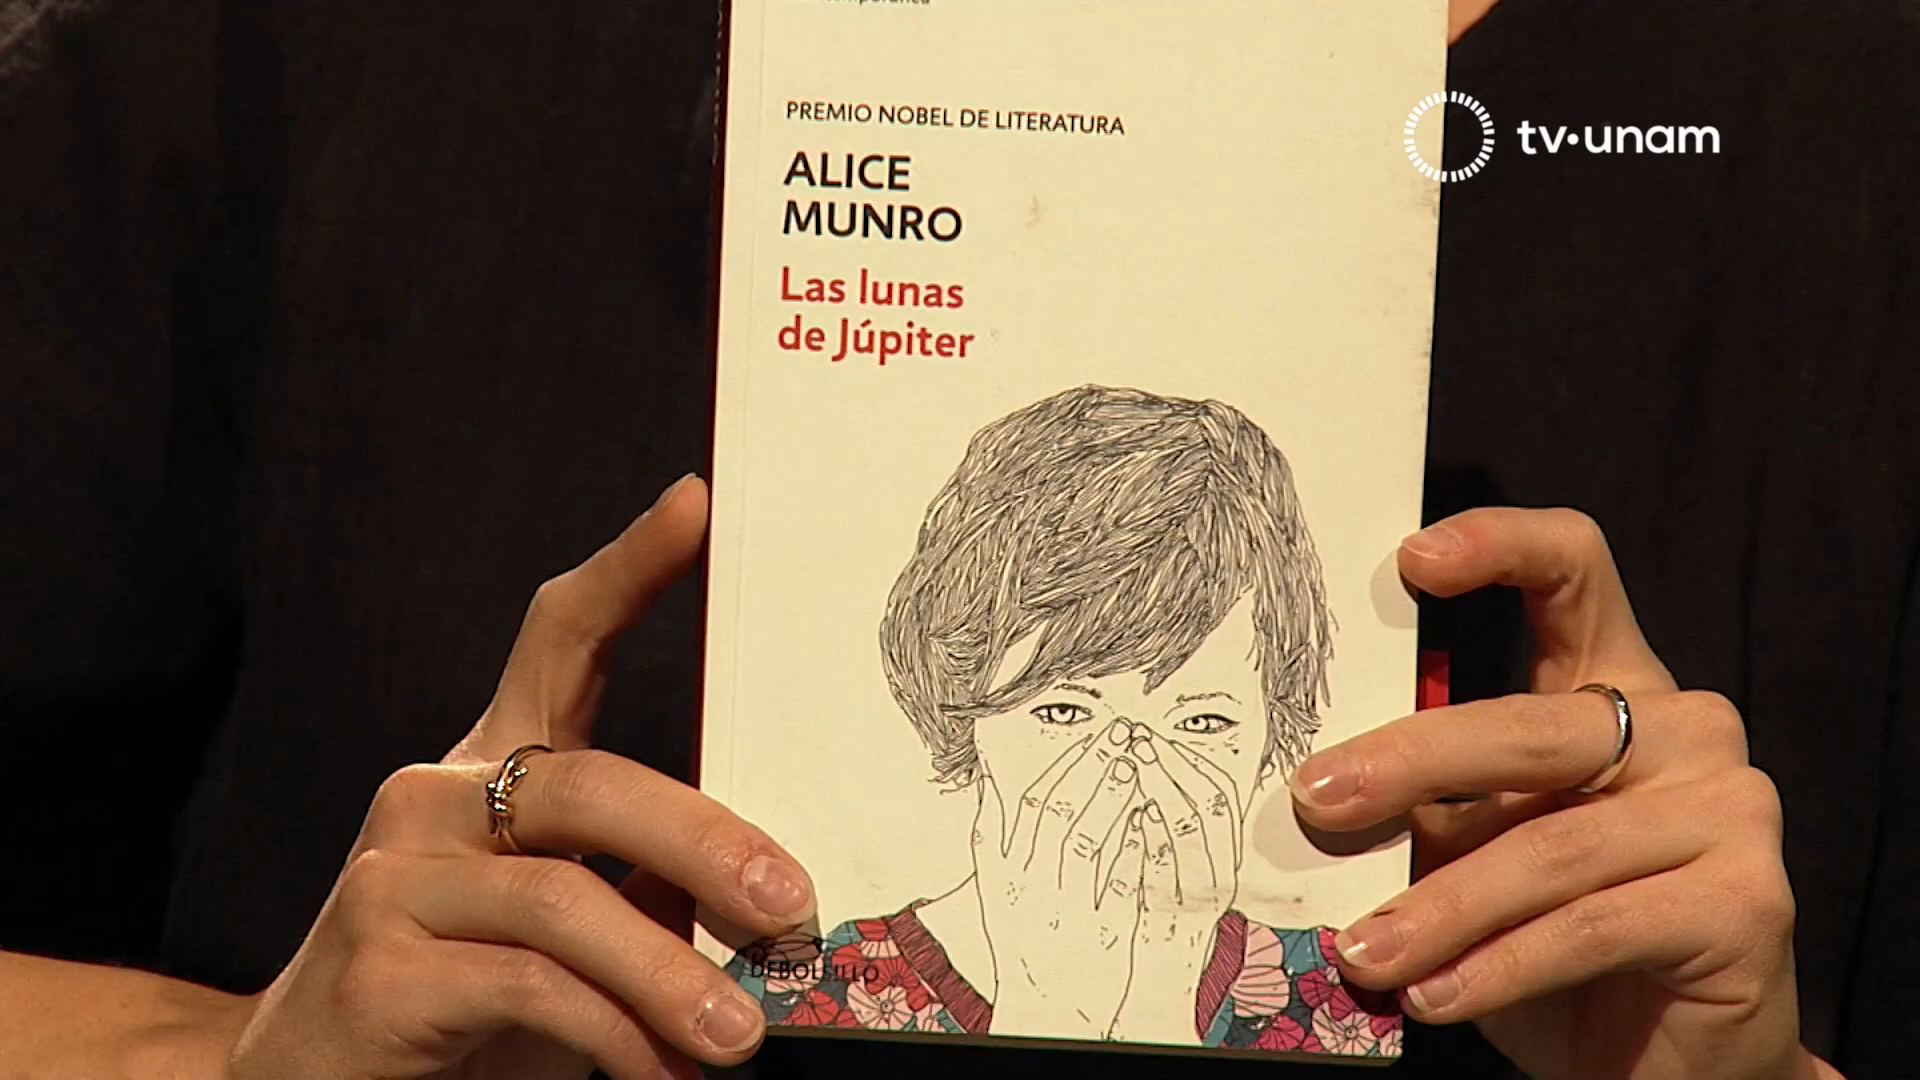 PREMIO NOBEL DE LITERATURA
ALICE
MUNRO
Las lunas
de Júpiter
DEBOLSILLO
tv·unam